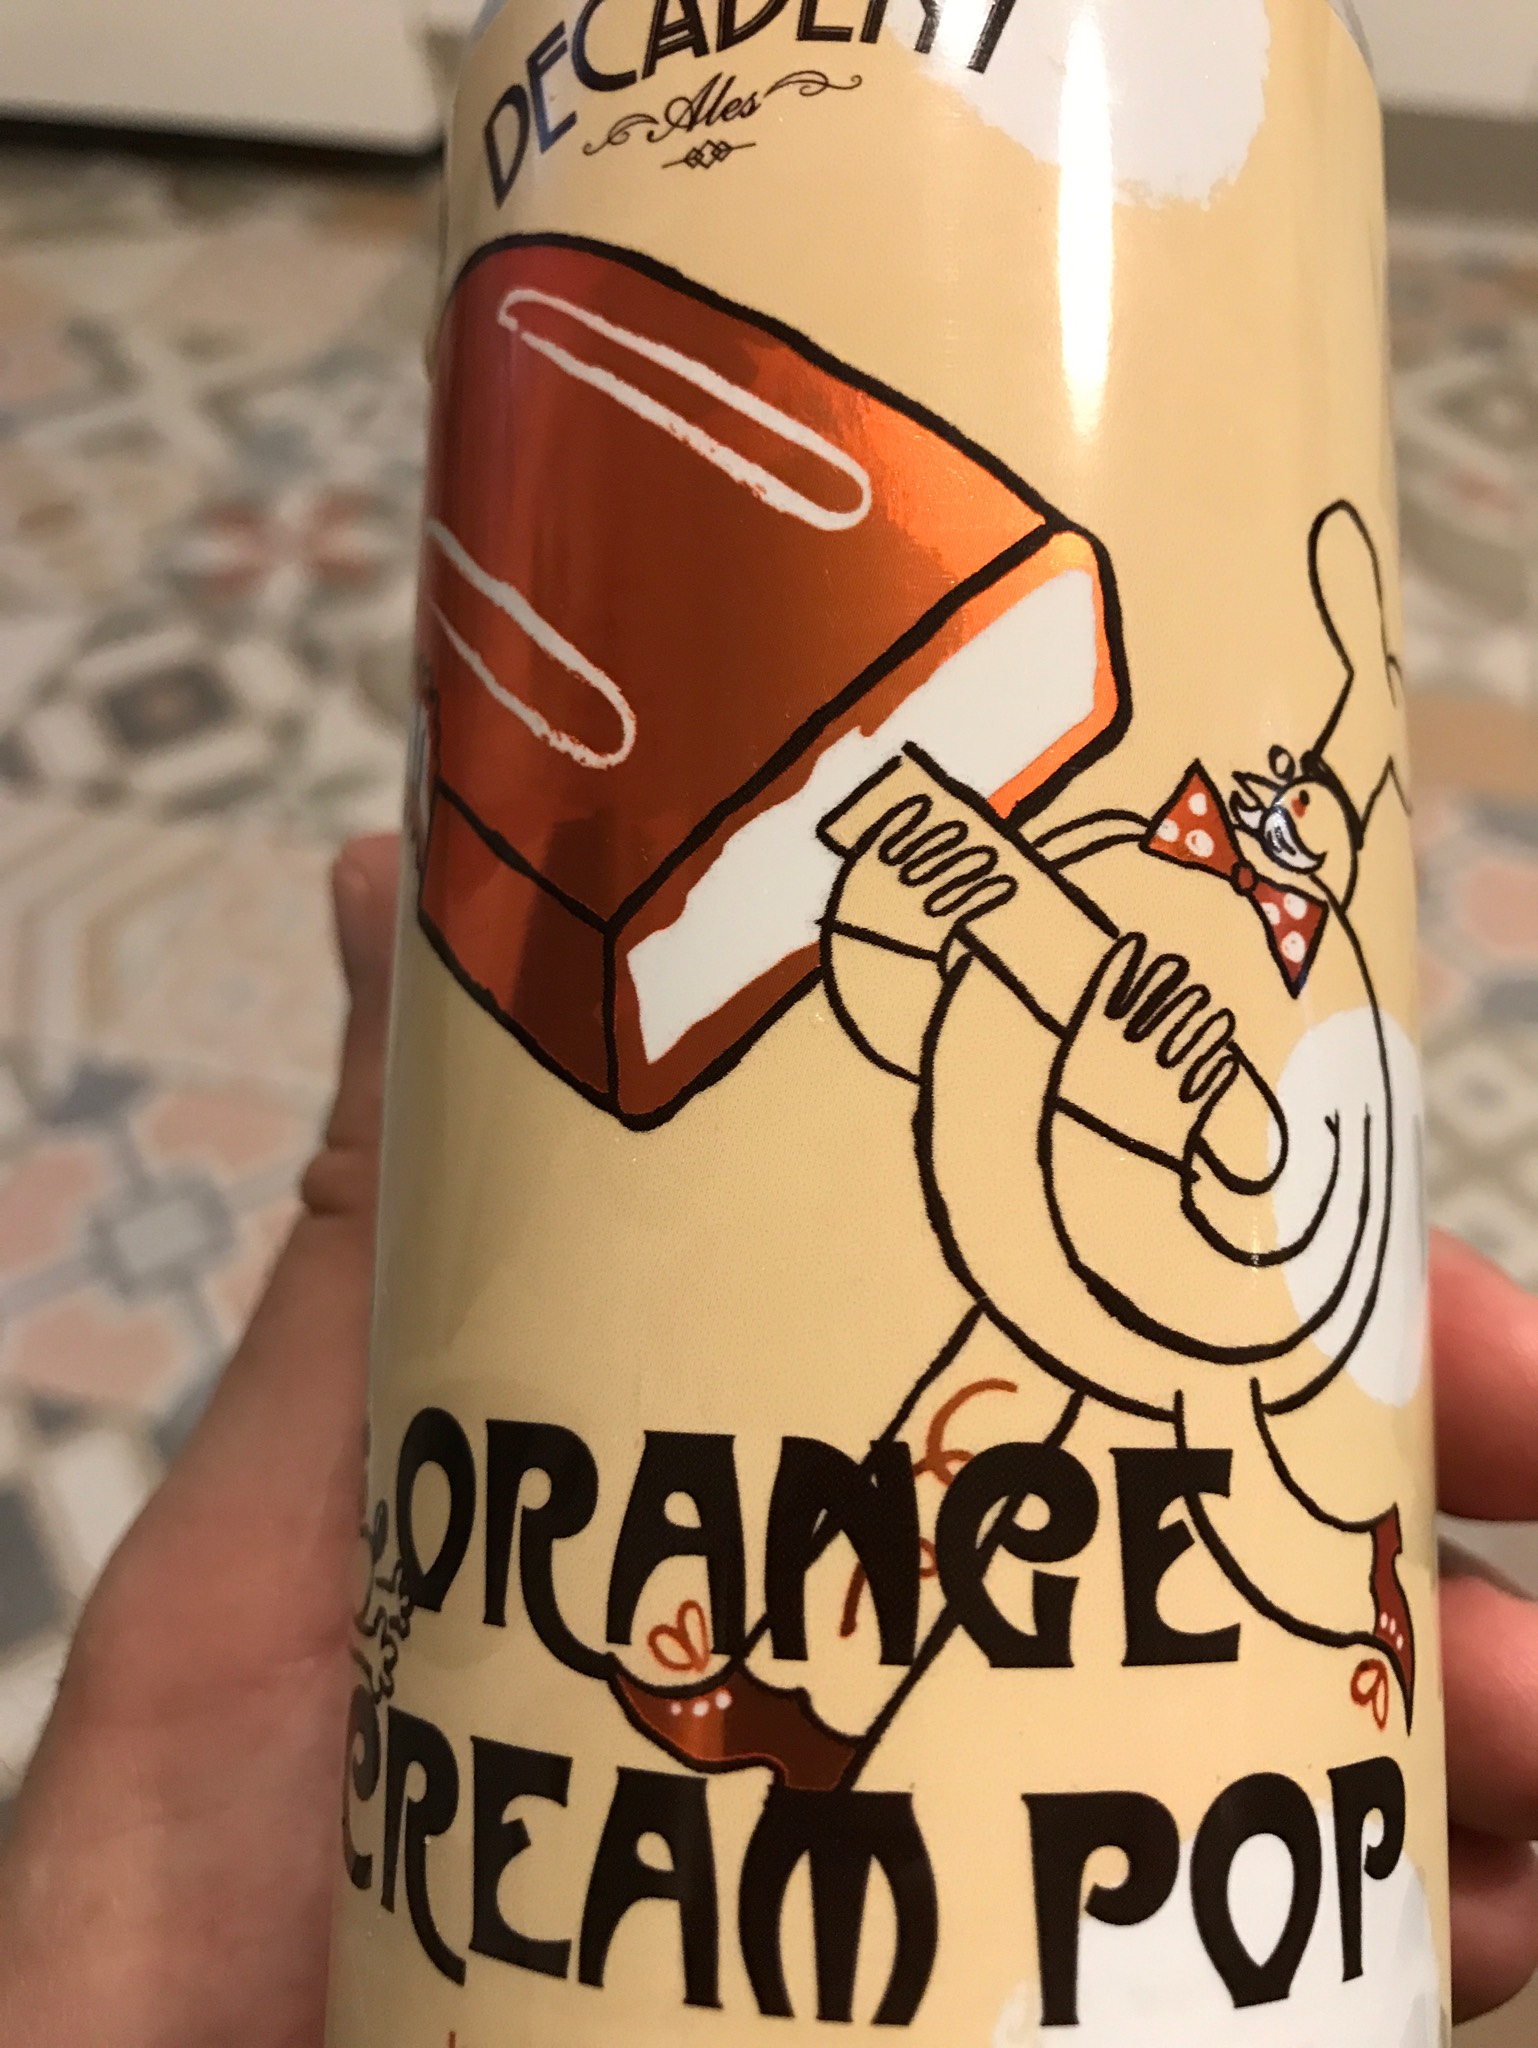 DECADENT
Ales
ORANGE
CREAM POP